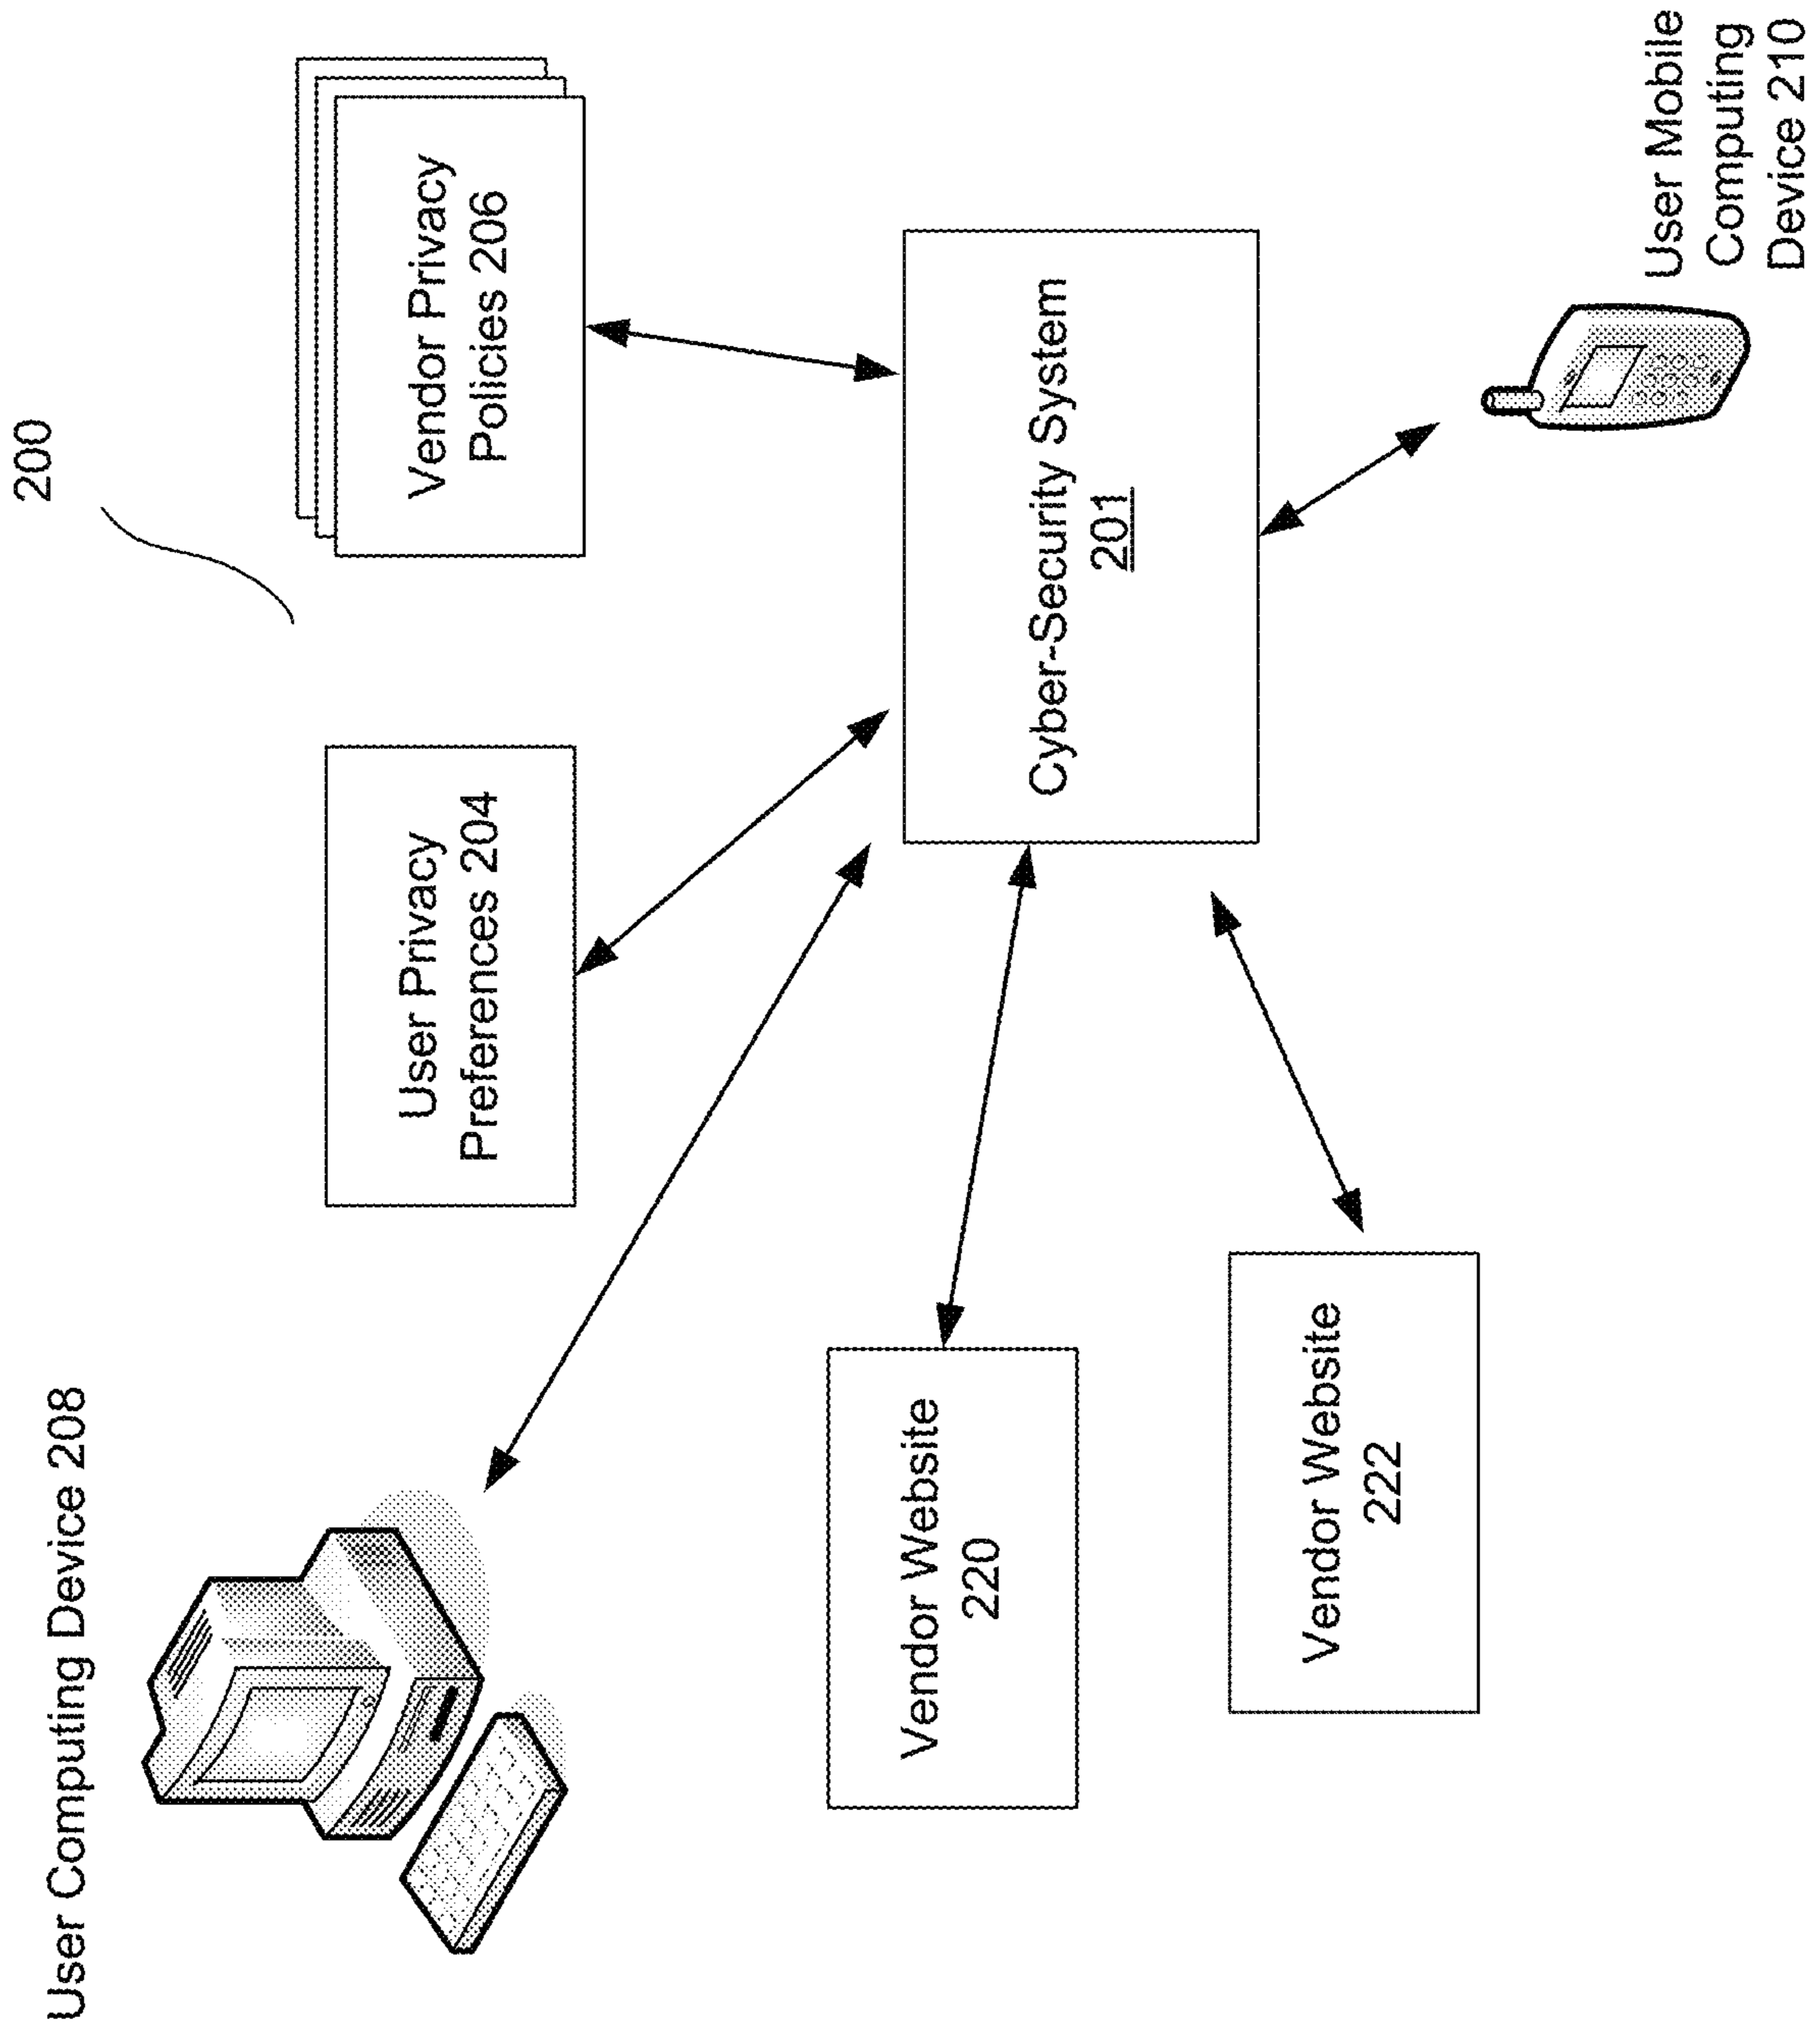 200
User Computing Device 208
User Privacy
Preferences 204
Vendor Privacy
Policies 206
Vendor Website
220
Cyber-Security System
201
Vendor Website
222
User Mobile
Computing
Device 210